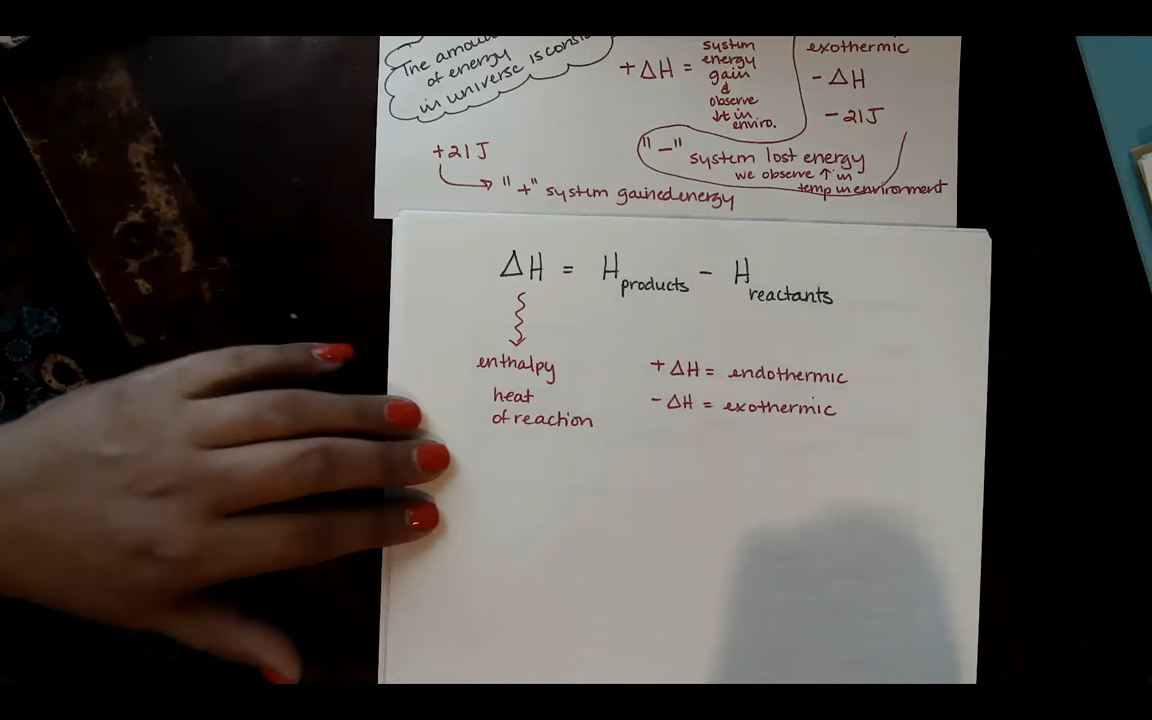 The amou
of energy
in universe is cons
+ΔH = system
energy
gain
&
observe
↓t in
enviro.
exothermic
- ΔH
- 21J
+21J
"+" system gained energy
"-" system lost energy
we observe ↑ in
temp in environment
ΔH = H products - H reactants
enthalpy
heat
of reaction
+ ΔH = endothermic
- ΔH = exothermic